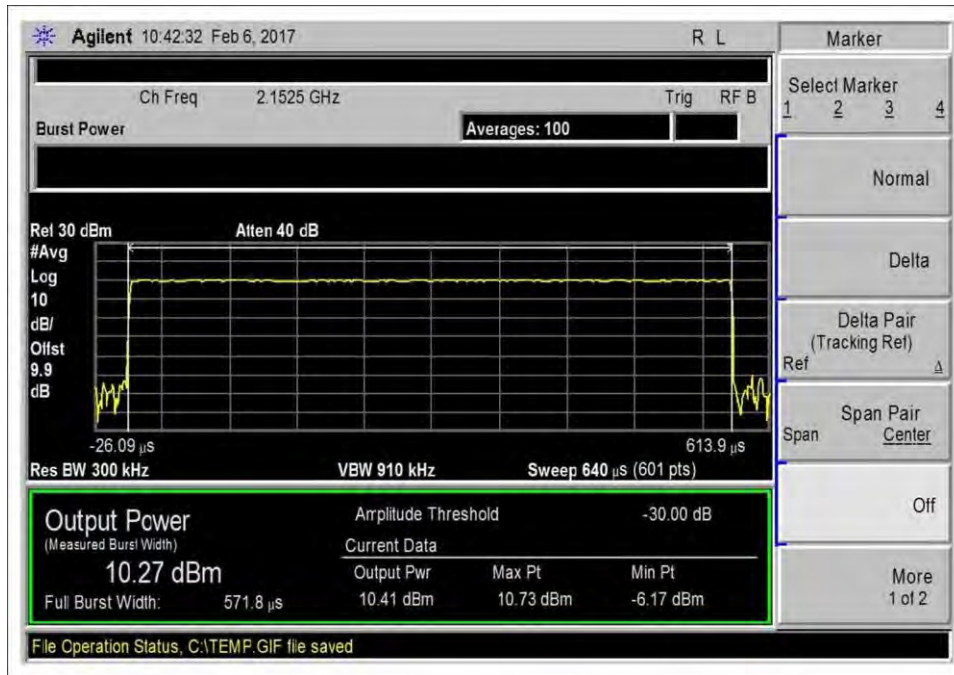 Agilent 10:42:32 Feb 6, 2017 R L
Marker
Ch Freq 2.1525 GHz Trig RF B
Burst Power Averages: 100
Select Marker
1 2 3 4
Normal
Ref 30 dBm Atten 40 dB
#Avg
Log
10
dB/
Offst
9.9
dB
Delta
Delta Pair
(Tracking Ref)
Ref Δ
Span Pair
Span Center
-26.09 µs 613.9 µs
Res BW 300 kHz VBW 910 kHz Sweep 640 µs (601 pts)
Off
Output Power
(Measured Burst Width)
10.27 dBm
Full Burst Width: 571.8 µs
Amplitude Threshold -30.00 dB
Current Data
Output Pwr Max Pt Min Pt
10.41 dBm 10.73 dBm -6.17 dBm
More
1 of 2
File Operation Status, C:\TEMP.GIF file saved